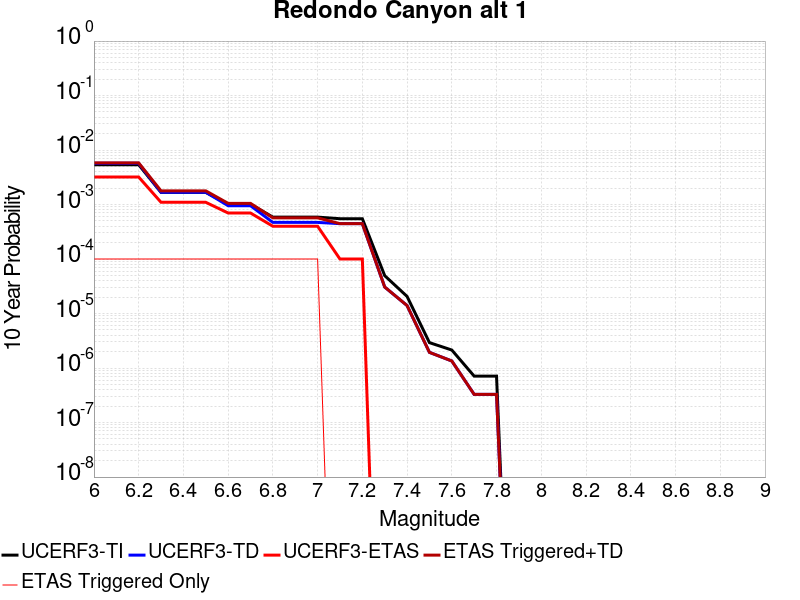 Redondo Canyon alt 1
10^0
10^-1
10^-2
10^-3
10^-4
10^-5
10^-6
10^-7
10^-8
10 Year Probability
6 6.2 6.4 6.6 6.8 7 7.2 7.4 7.6 7.8 8 8.2 8.4 8.6 8.8 9
Magnitude
UCERF3-TI UCERF3-TD UCERF3-ETAS ETAS Triggered+TD
ETAS Triggered Only